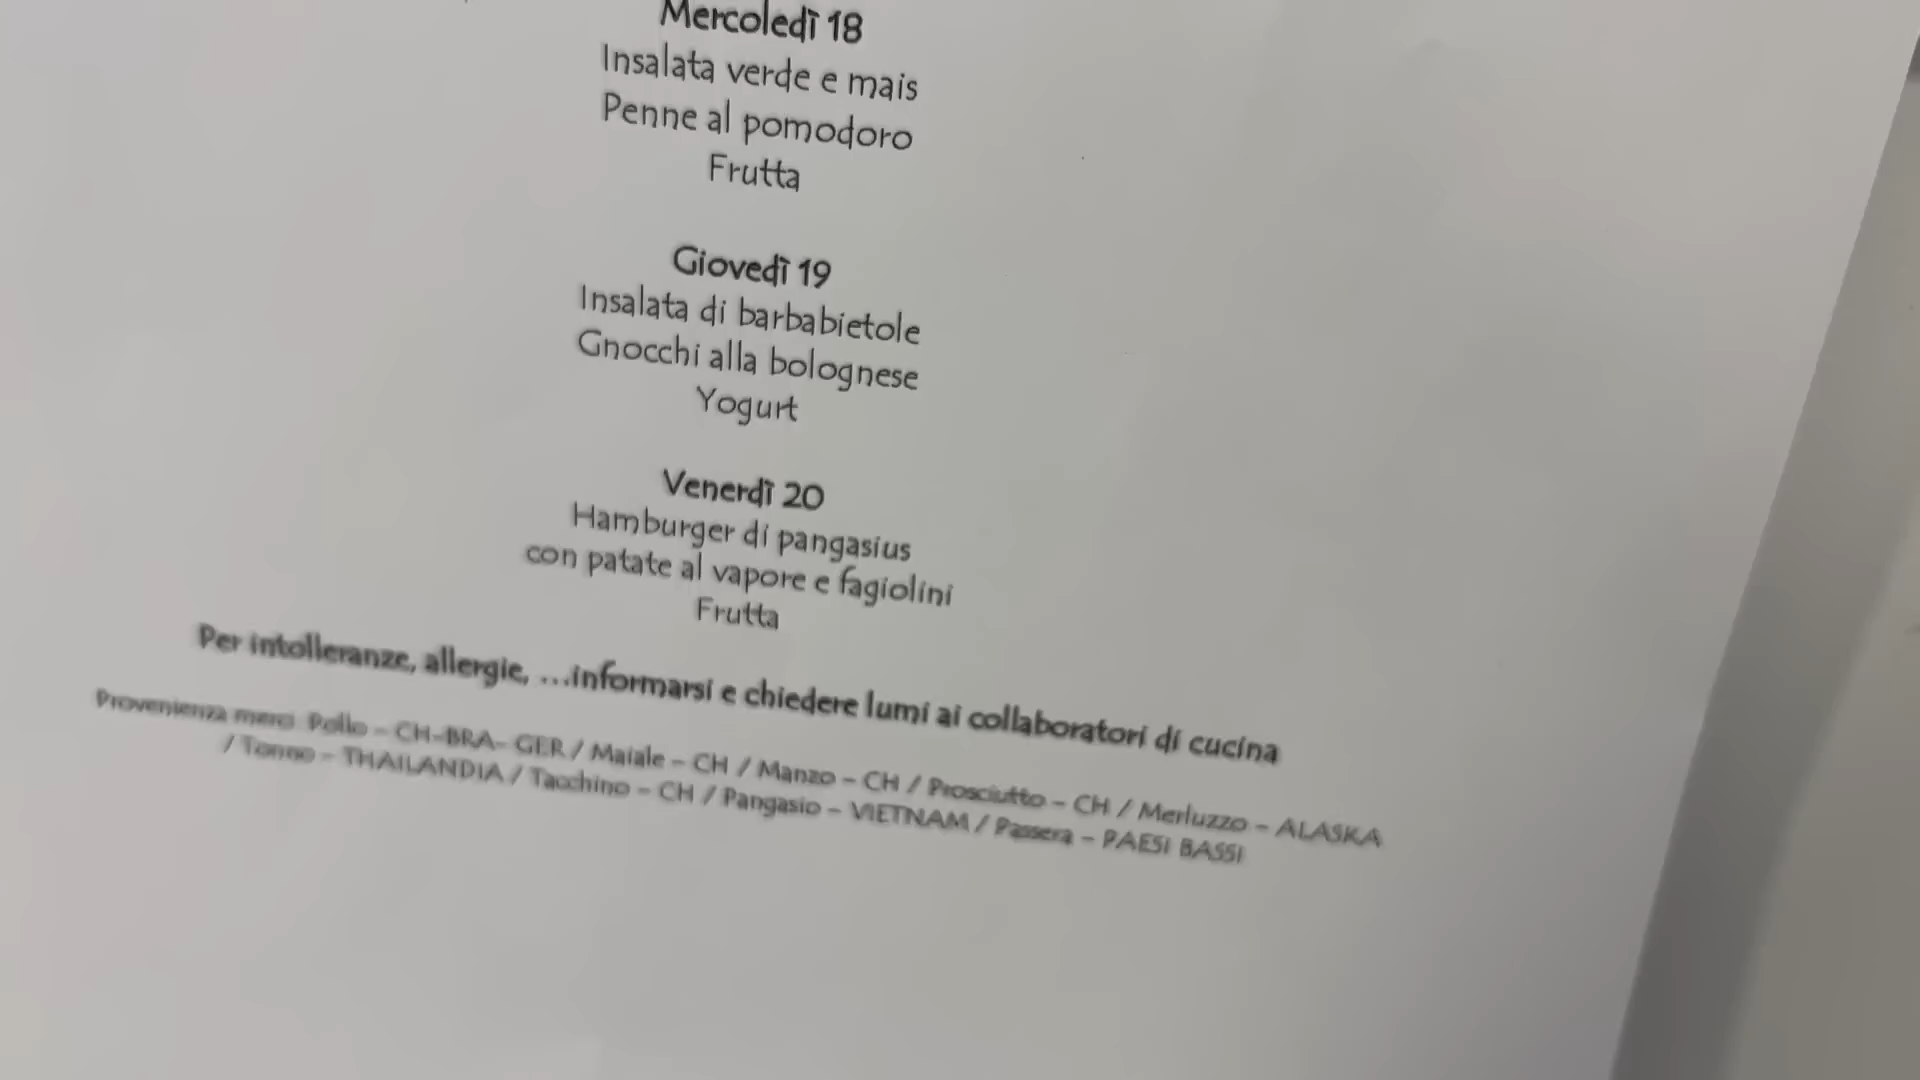 Mercoledì 18
Insalata verde e mais
Penne al pomodoro
Frutta
Giovedì 19
Insalata di barbabietole
Gnocchi alla bolognese
Yogurt
Venerdì 20
Hamburger di pangasius
con patate al vapore e fagiolini
Frutta
Per intolleranze, allergie, ...informarsi e chiedere lumi ai collaboratori di cucina
Provenienza merci Pollo – CH-BRA- GER / Maiale – CH / Manzo – CH / Prosciutto – CH / Merluzzo – ALASKA
/ Tonno – THAILANDIA / Tacchino – CH / Pangasio – VIETNAM / Passera – PAESI BASSI